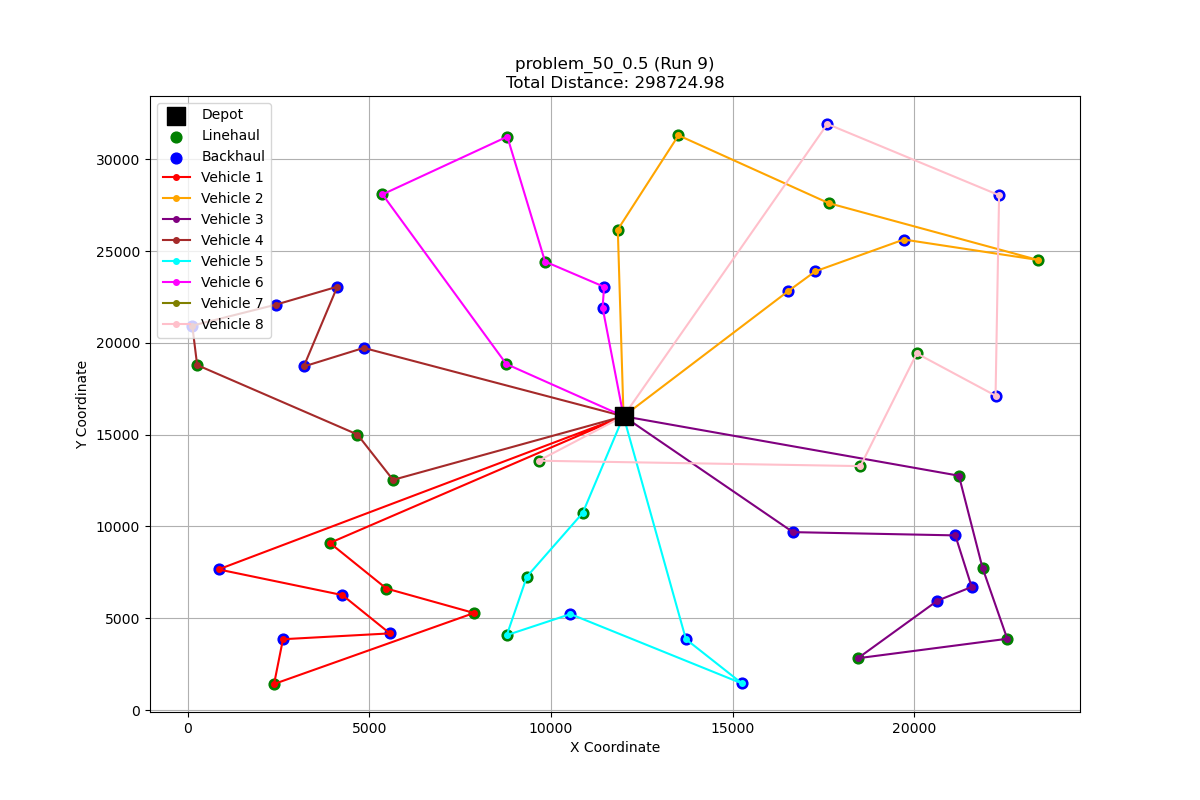 problem_50_0.5 (Run 9)
Total Distance: 298724.98
Depot
Linehaul
Backhaul
Vehicle 1
Vehicle 2
Vehicle 3
Vehicle 4
Vehicle 5
Vehicle 6
Vehicle 7
Vehicle 8
30000
25000
20000
15000
10000
5000
0
Y Coordinate
0
5000
10000
15000
20000
X Coordinate